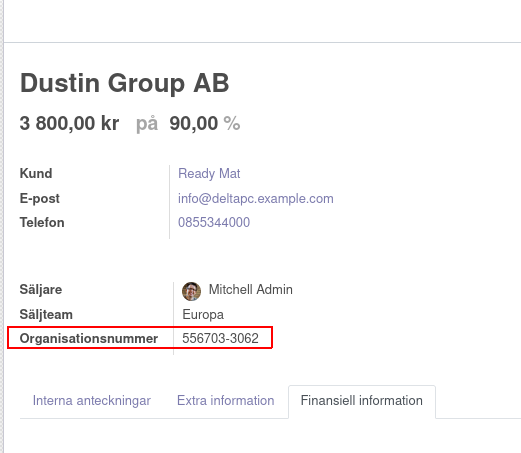 Dustin Group AB
3 800,00 kr på 90,00 %
Kund Ready Mat
E-post info@deltapc.example.com
Telefon 0855344000
Säljare Mitchell Admin
Säljteam Europa
Organisationsnummer 556703-3062
Interna anteckningar Extra information Finansiell information